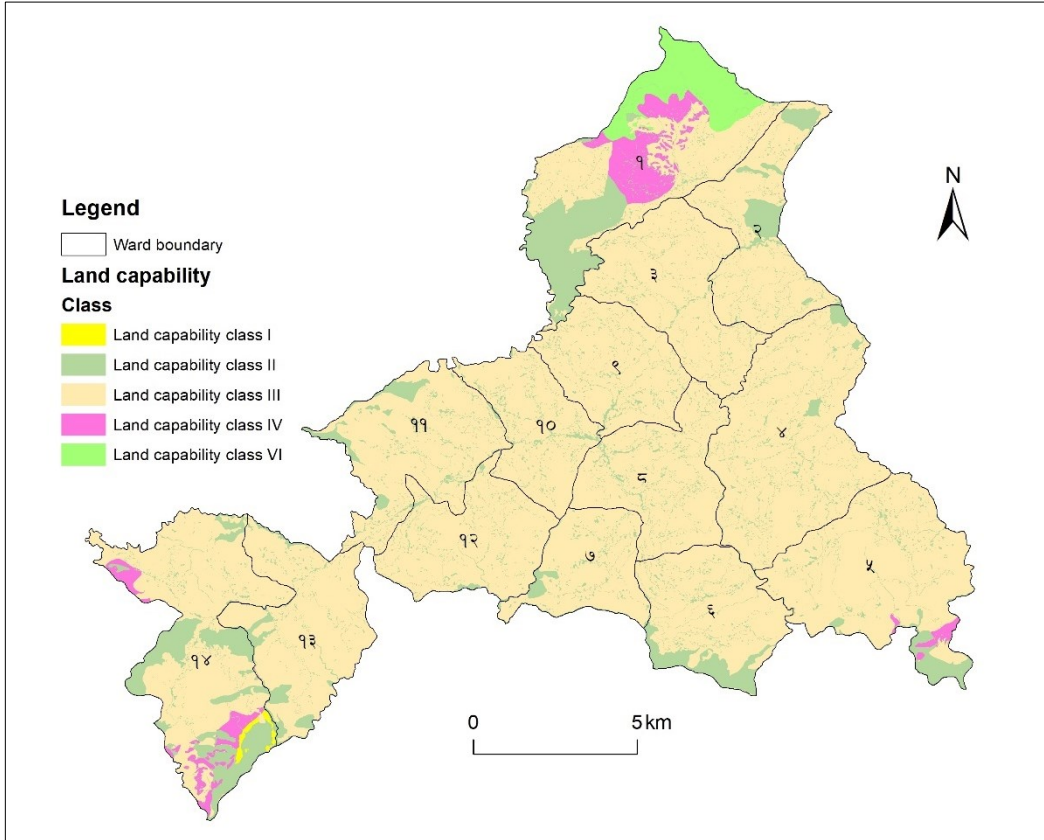 Legend
Ward boundary
Land capability
Class
Land capability class I
Land capability class II
Land capability class III
Land capability class IV
Land capability class VI
N
१
२
३
९
११
१०
४
८
१२
७
५
६
१३
१४
0 5 km